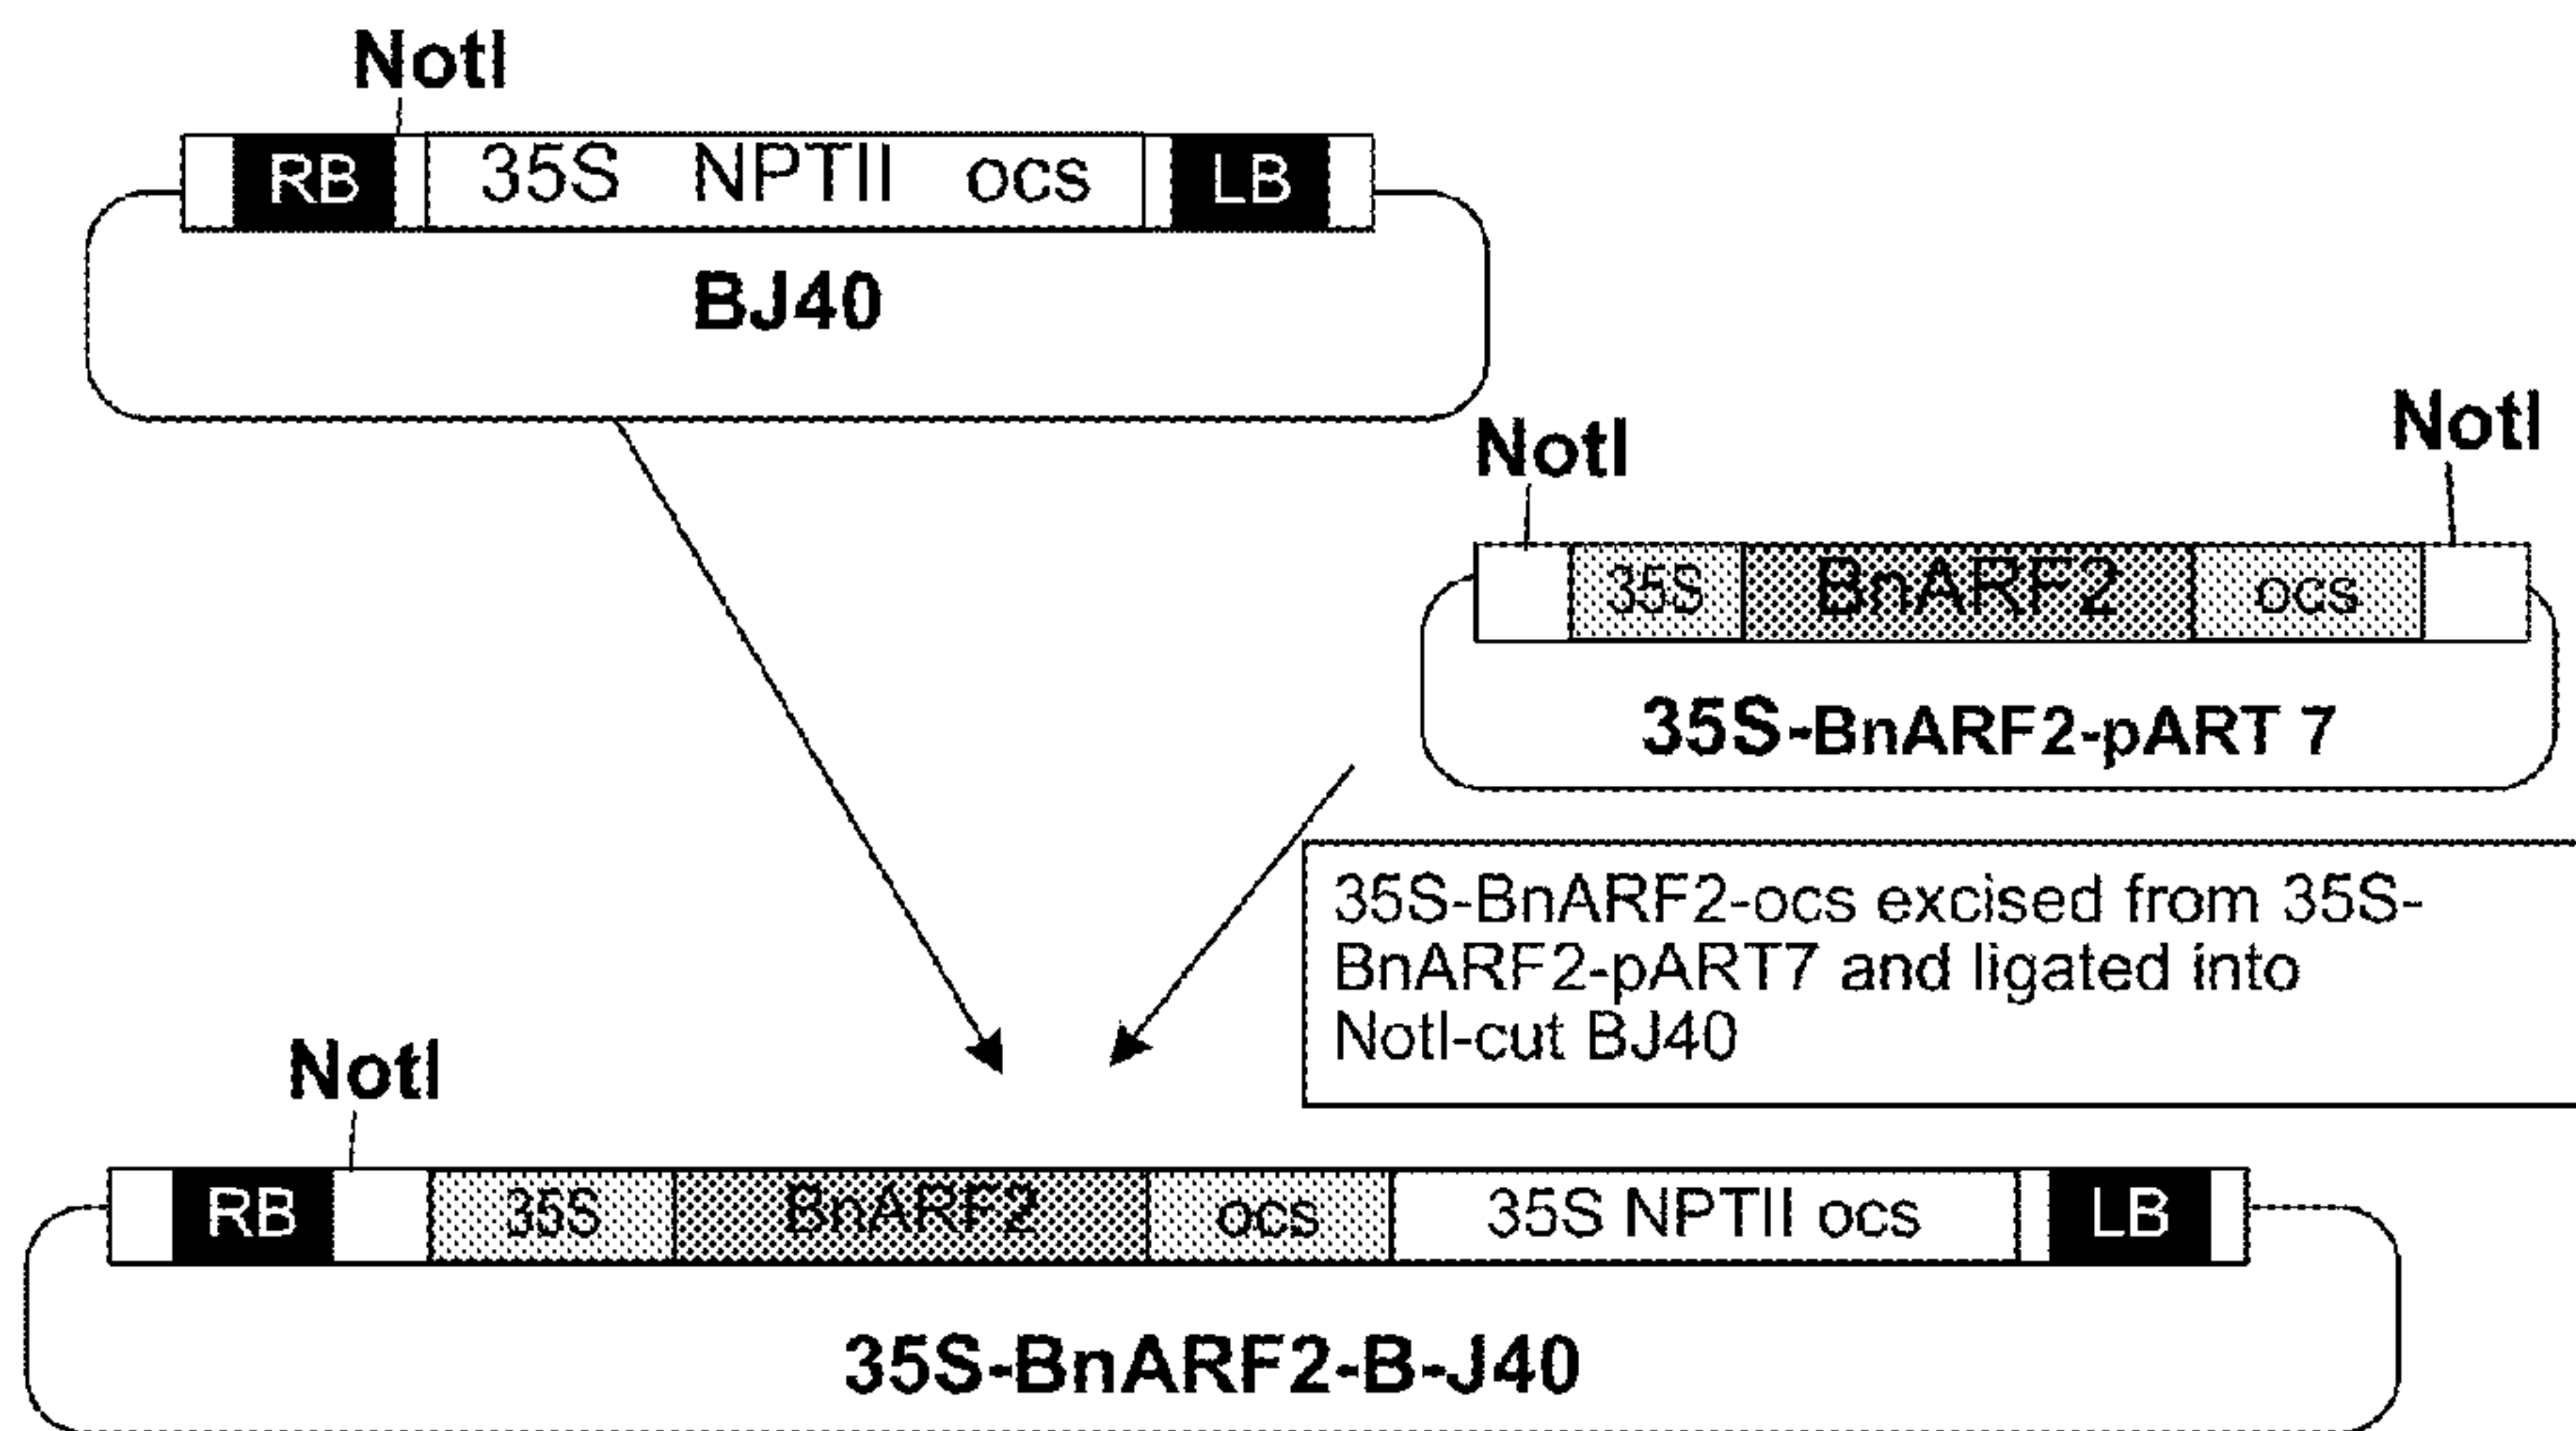 NotI
RB 35S NPTII ocs LB
BJ40
NotI NotI
35S BnARF2 ocs
35S-BnARF2-pART 7
35S-BnARF2-ocs excised from 35S-
BnARF2-pART7 and ligated into
NotI-cut BJ40
NotI
RB 35S BnARF2 ocs 35S NPTII ocs LB
35S-BnARF2-B-J40